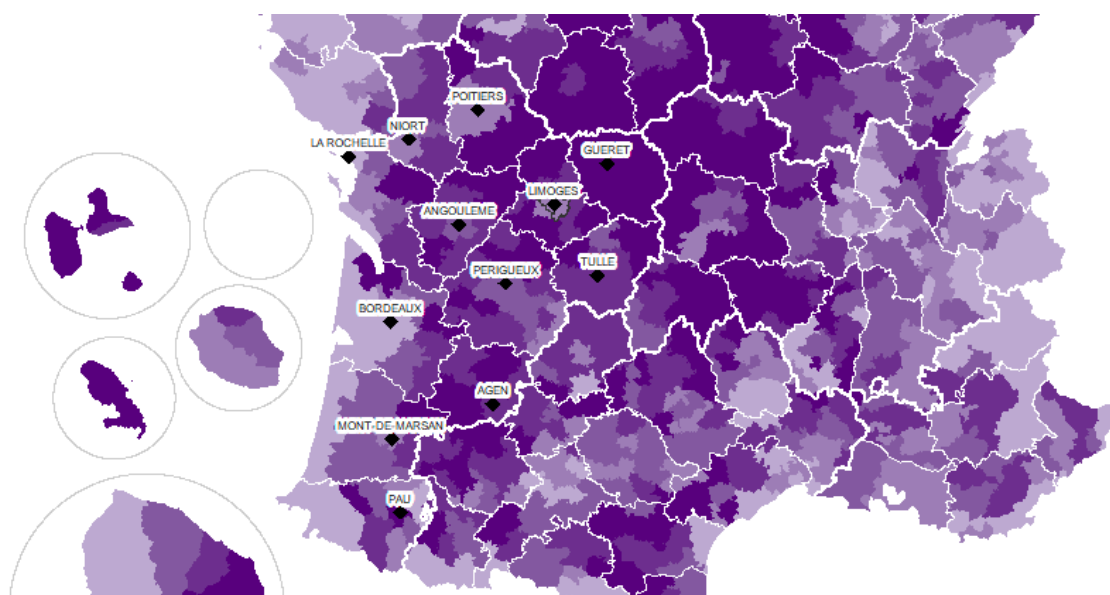 POITIERS
NIORT
LA ROCHELLE
GUERET
LIMOGES
ANGOULEME
TULLE
PERIGUEUX
BORDEAUX
AGEN
MONT-DE-MARSAN
PAU